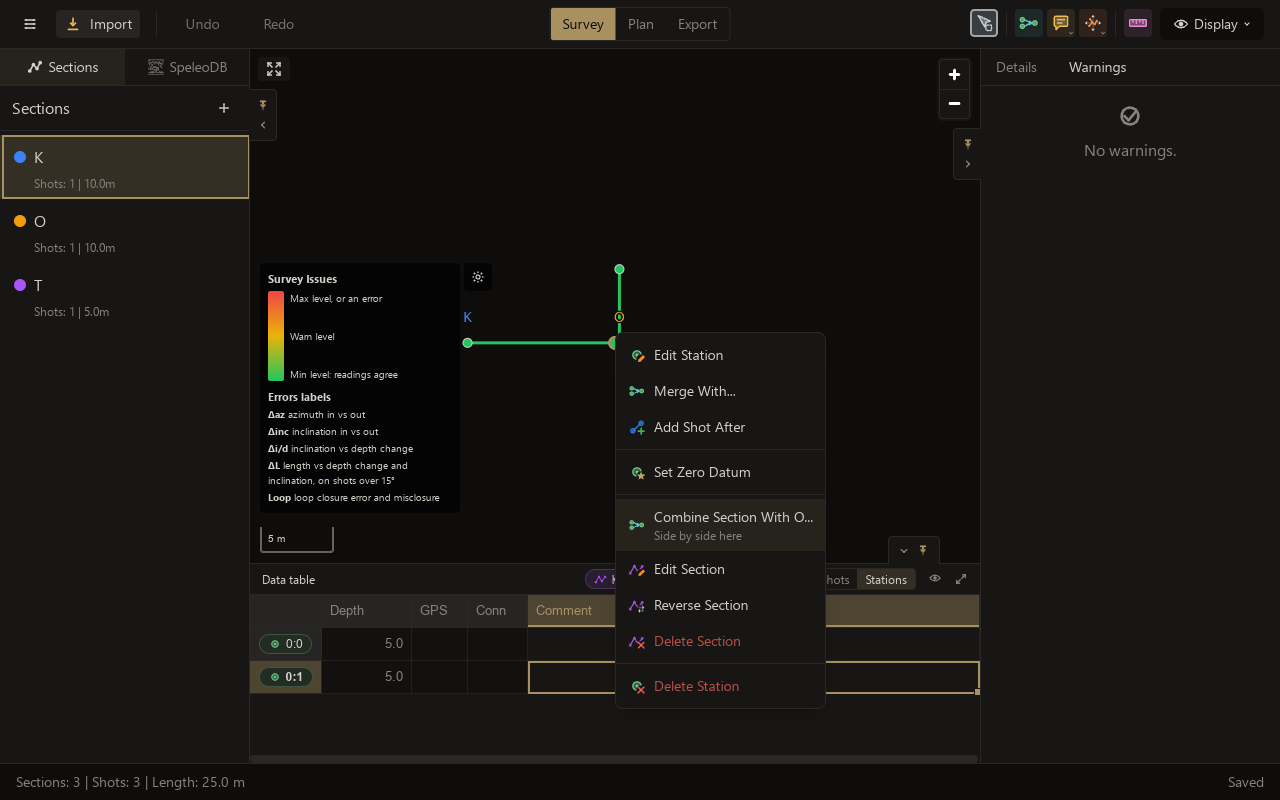 Import
Undo
Redo
Survey
Plan
Export
Display
Sections
SpeleoDB
Details
Warnings
Sections
K
Shots: 1 | 10.0m
O
Shots: 1 | 10.0m
T
Shots: 1 | 5.0m
No warnings.
Survey Issues
Max level, or an error
Warn level
Min level: readings agree
Errors labels
Δaz azimuth in vs out
Δinc inclination in vs out
Δi/d inclination vs depth change
ΔL length vs depth change and
inclination, on shots over 15°
Loop loop closure error and misclosure
5 m
K
O
Edit Station
Merge With...
Add Shot After
Set Zero Datum
Combine Section With O...
Side by side here
Edit Section
Reverse Section
Delete Section
Delete Station
Data table
Stations
Depth
GPS
Conn
Comment
0:0
5.0
0:1
5.0
Sections: 3 | Shots: 3 | Length: 25.0 m
Saved